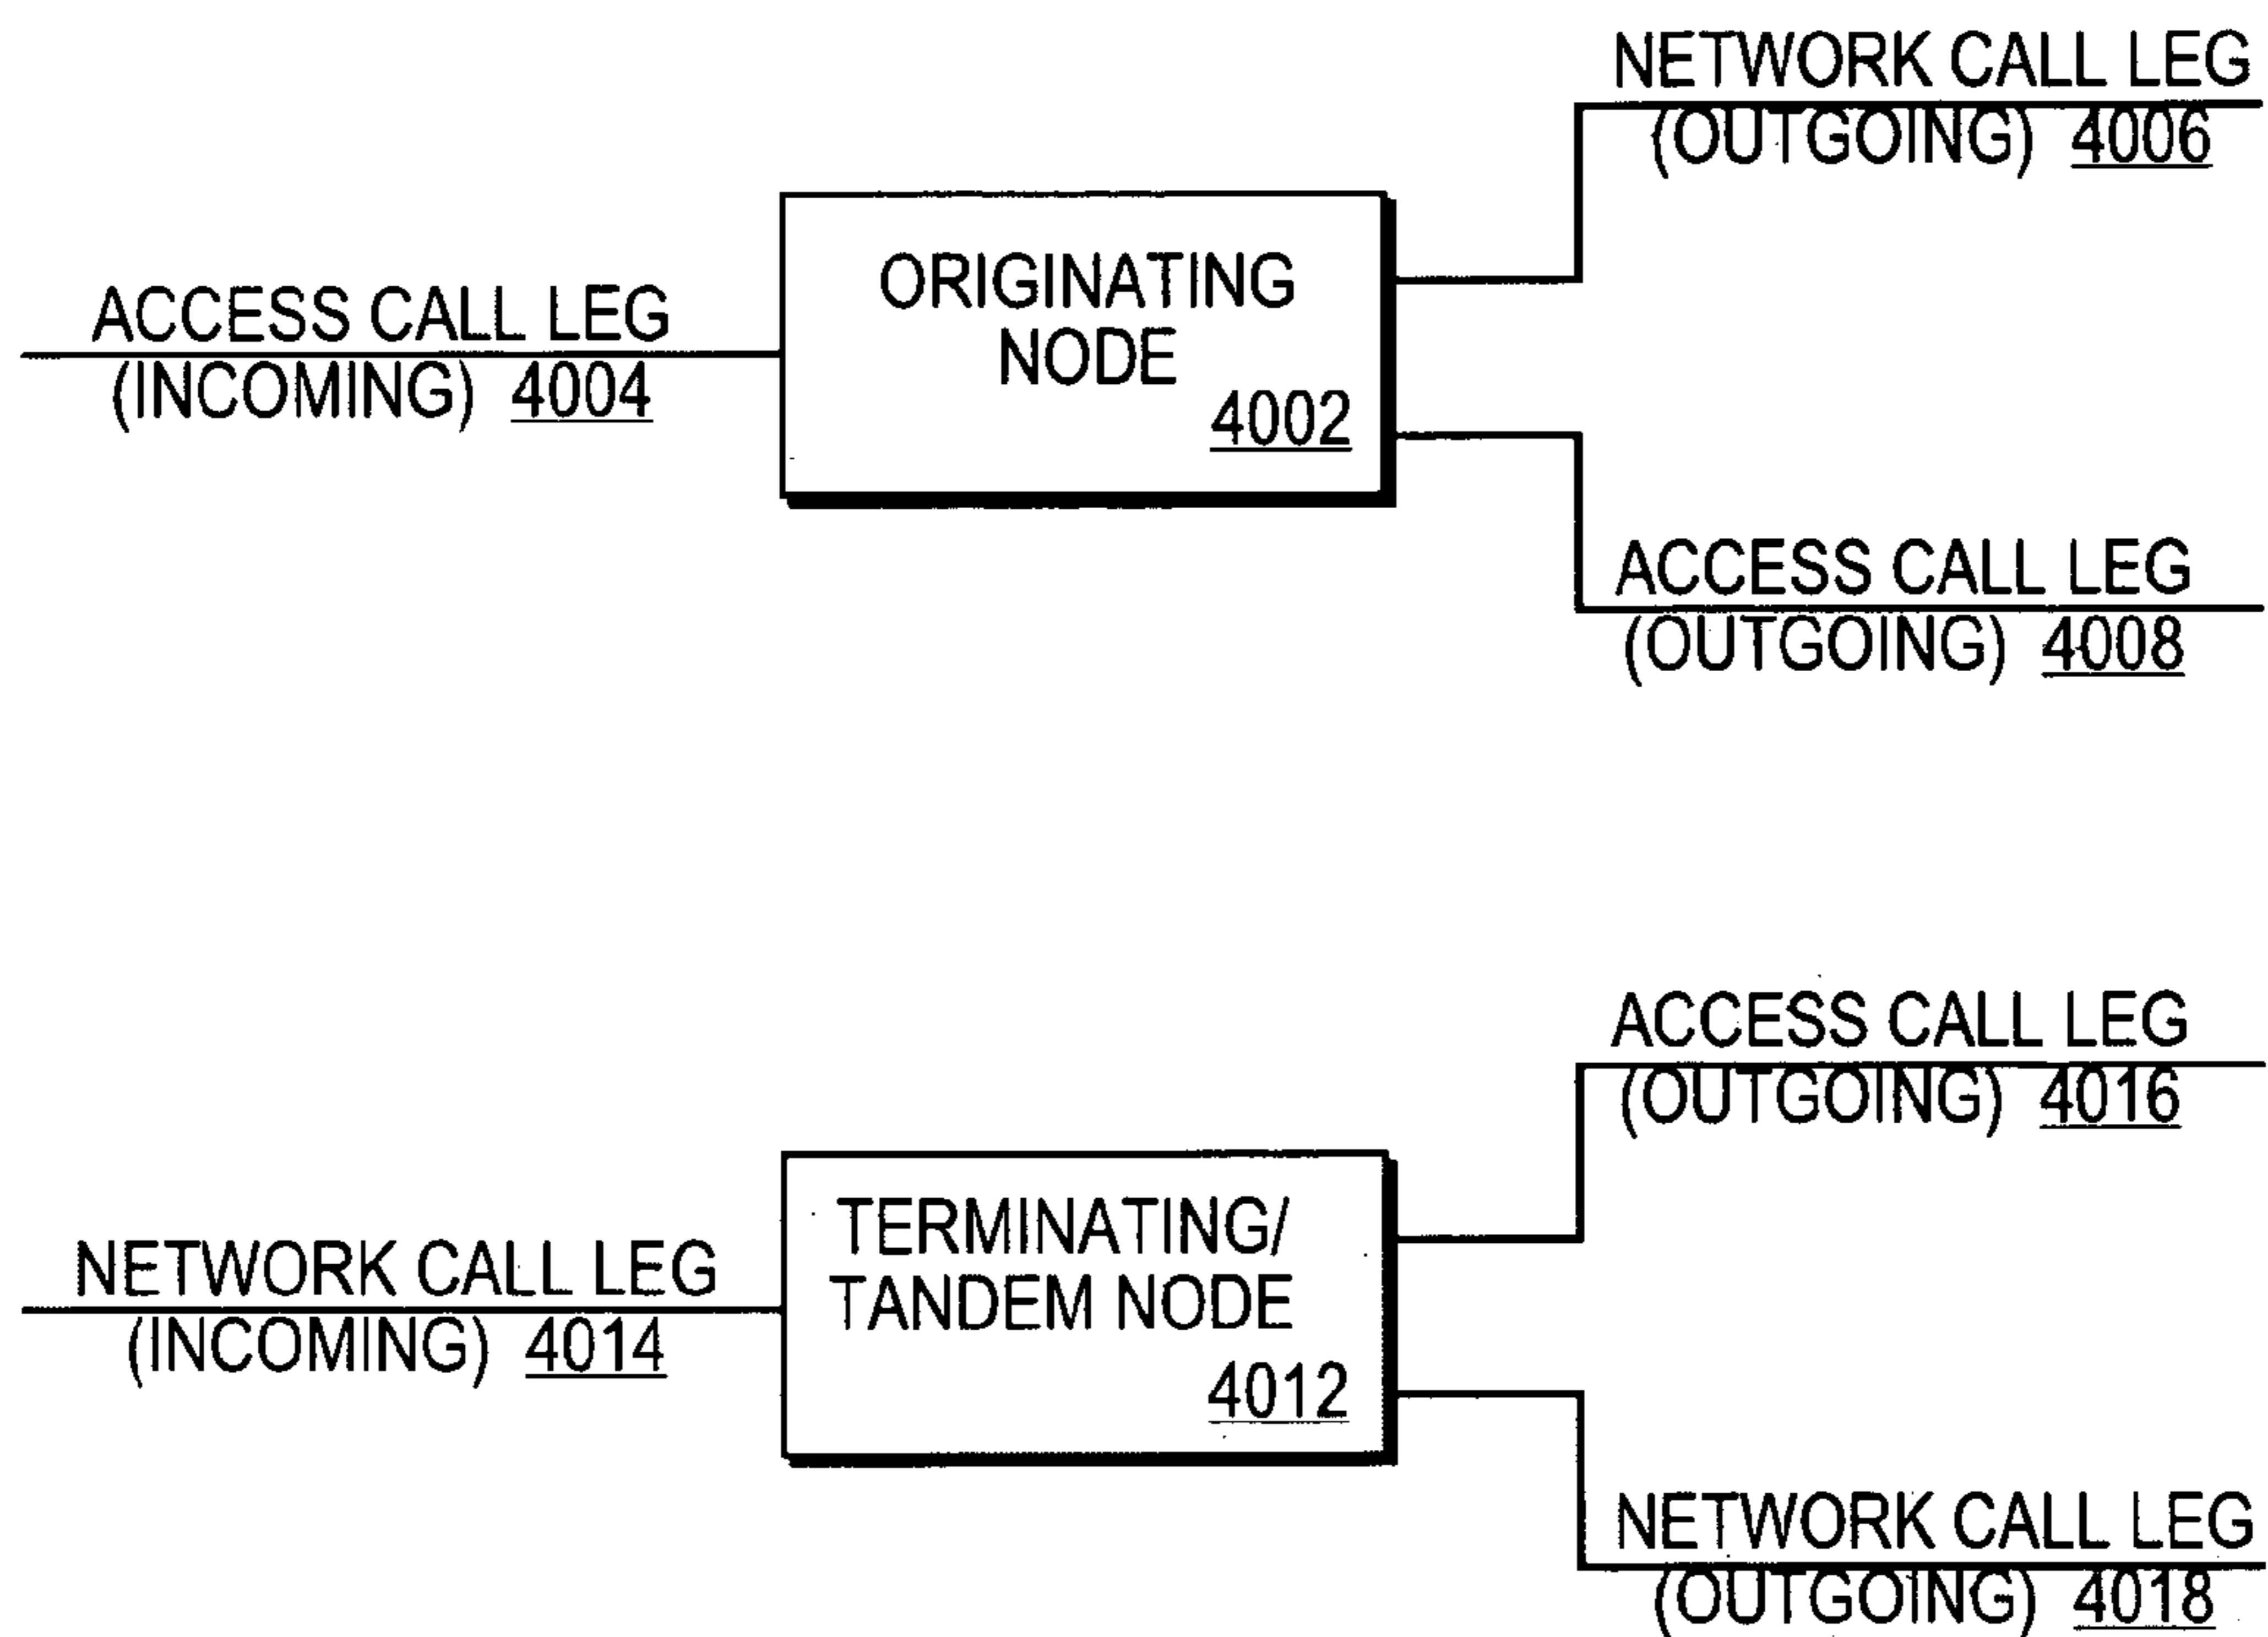 NETWORK CALL LEG
(OUTGOING) 4006
ORIGINATING
NODE
4002
ACCESS CALL LEG
(INCOMING) 4004
ACCESS CALL LEG
(OUTGOING) 4008
ACCESS CALL LEG
(OUTGOING) 4016
TERMINATING/
TANDEM NODE
4012
NETWORK CALL LEG
(INCOMING) 4014
NETWORK CALL LEG
(OUTGOING) 4018